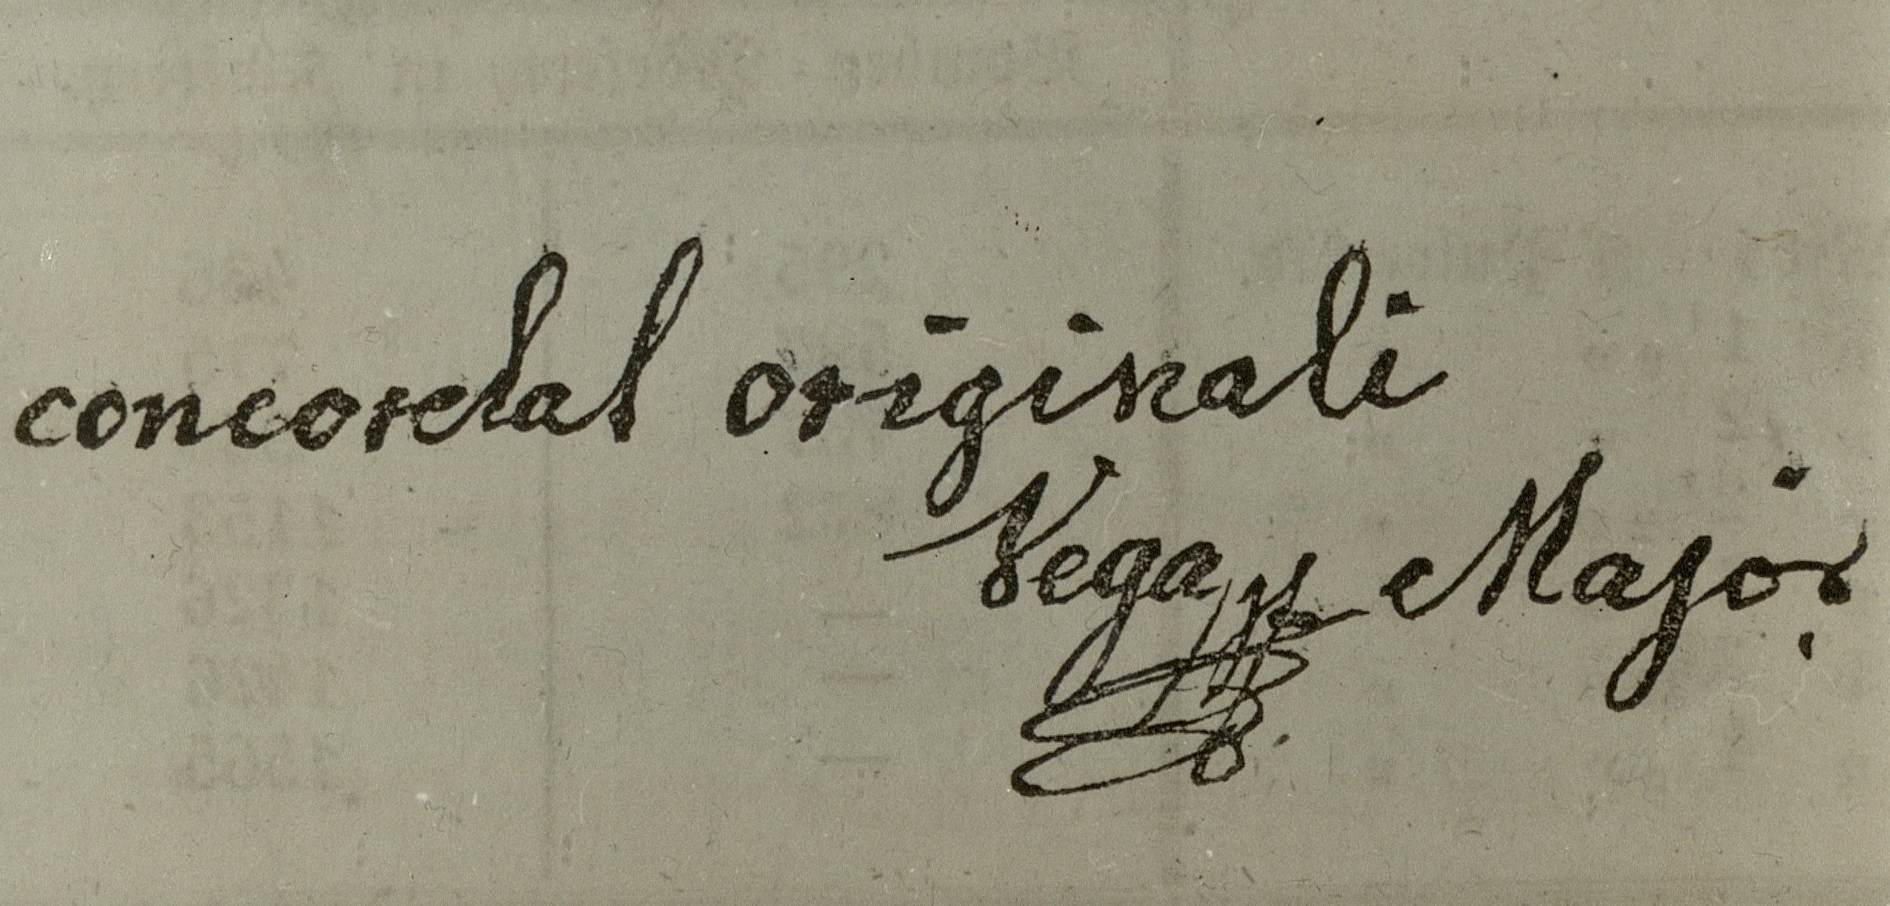 concordat originali
Vega Major